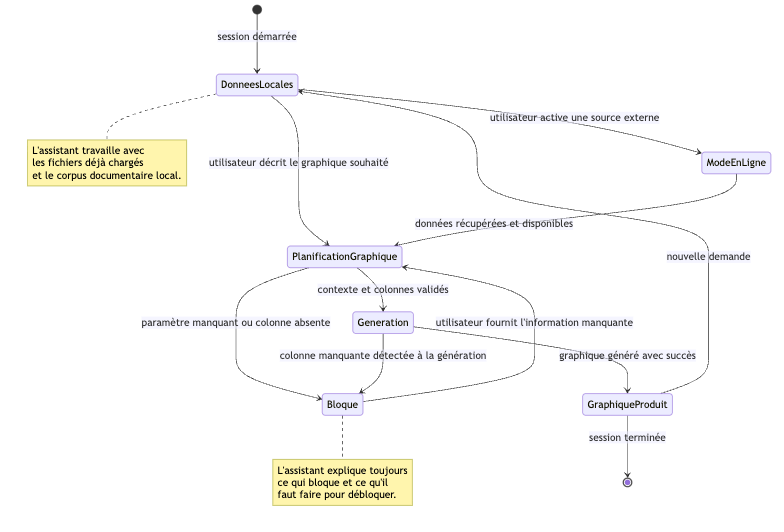 session démarrée
DonneesLocales
utilisateur active une source externe
L'assistant travaille avec
les fichiers déjà chargés
et le corpus documentaire local.
utilisateur décrit le graphique souhaité
ModeEnLigne
données récupérées et disponibles
PlanificationGraphique
nouvelle demande
contexte et colonnes validés
paramètre manquant ou colonne absente
Generation
utilisateur fournit l'information manquante
colonne manquante détectée à la génération
graphique généré avec succès
Bloque
GraphiqueProduit
session terminée
L'assistant explique toujours
ce qui bloque et ce qu'il
faut faire pour débloquer.